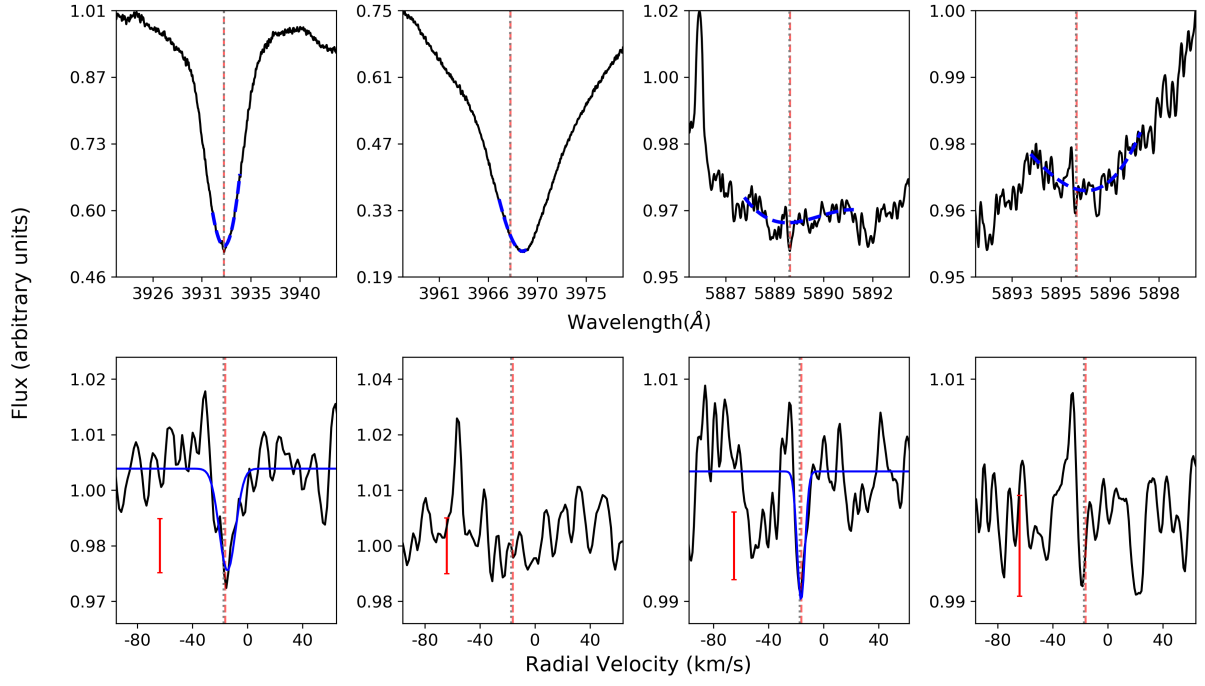 1.01 0.87 0.73 0.60 0.46
3926 3931 3935 3940
0.75 0.61 0.47 0.33 0.19
3961 3966 3970 3975
1.02 1.00 0.98 0.97 0.95
5887 5889 5890 5892
1.00 0.99 0.98 0.96 0.95
5893 5895 5896 5898
Wavelength(Å)
Flux (arbitrary units)
1.02 1.01 1.00 0.98 0.97
-80 -40 0 40
1.04 1.02 1.01 1.00 0.98
-80 -40 0 40
1.01 0.99
-80 -40 0 40
1.01 0.99
-80 -40 0 40
Radial Velocity (km/s)